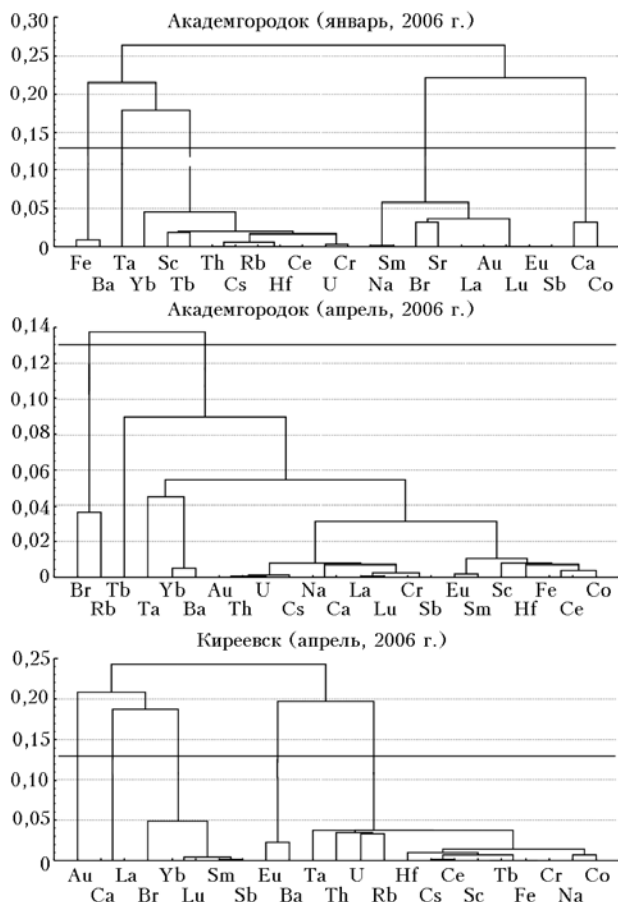 Академгородок (январь, 2006 г.)
0,30
0,25
0,20
0,15
0,10
0,05
0
Fe Ta Sc Th Rb Ce Cr Sm Sr Au Eu Ca
Ba Yb Tb Cs Hf U Na Br La Lu Sb Co
Академгородок (апрель, 2006 г.)
0,14
0,12
0,10
0,08
0,06
0,04
0,02
0
Br Tb Yb Au U Na La Cr Eu Sc Fe Co
Rb Ta Ba Th Cs Ca Lu Sb Sm Hf Ce
Киреевск (апрель, 2006 г.)
0,25
0,20
0,15
0,10
0,05
0
Au La Yb Sm Eu Ta U Hf Ce Tb Cr Co
Ca Br Lu Sb Ba Th Rb Cs Sc Fe Na